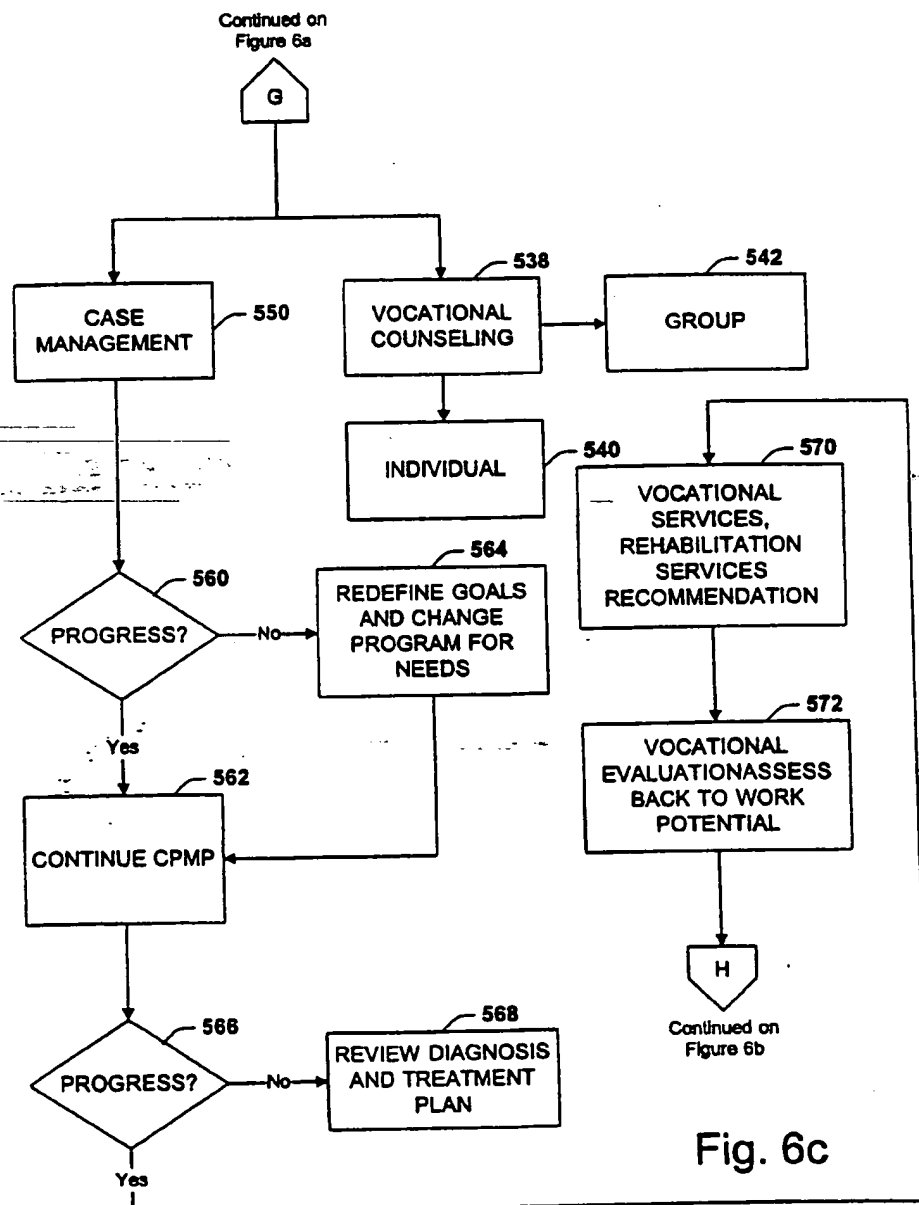 Continued on
Figure 6a
G
538
542
CASE
MANAGEMENT
550
VOCATIONAL
COUNSELING
GROUP
540
INDIVIDUAL
570
VOCATIONAL
SERVICES,
REHABILITATION
SERVICES
RECOMMENDATION
560
PROGRESS?
No
564
REDEFINE GOALS
AND CHANGE
PROGRAM FOR
NEEDS
572
VOCATIONAL
EVALUATIONASSESS
BACK TO WORK
POTENTIAL
Yes
562
CONTINUE CPMP
H
Continued on
Figure 6b
566
PROGRESS?
No
568
REVIEW DIAGNOSIS
AND TREATMENT
PLAN
Yes
Fig. 6c